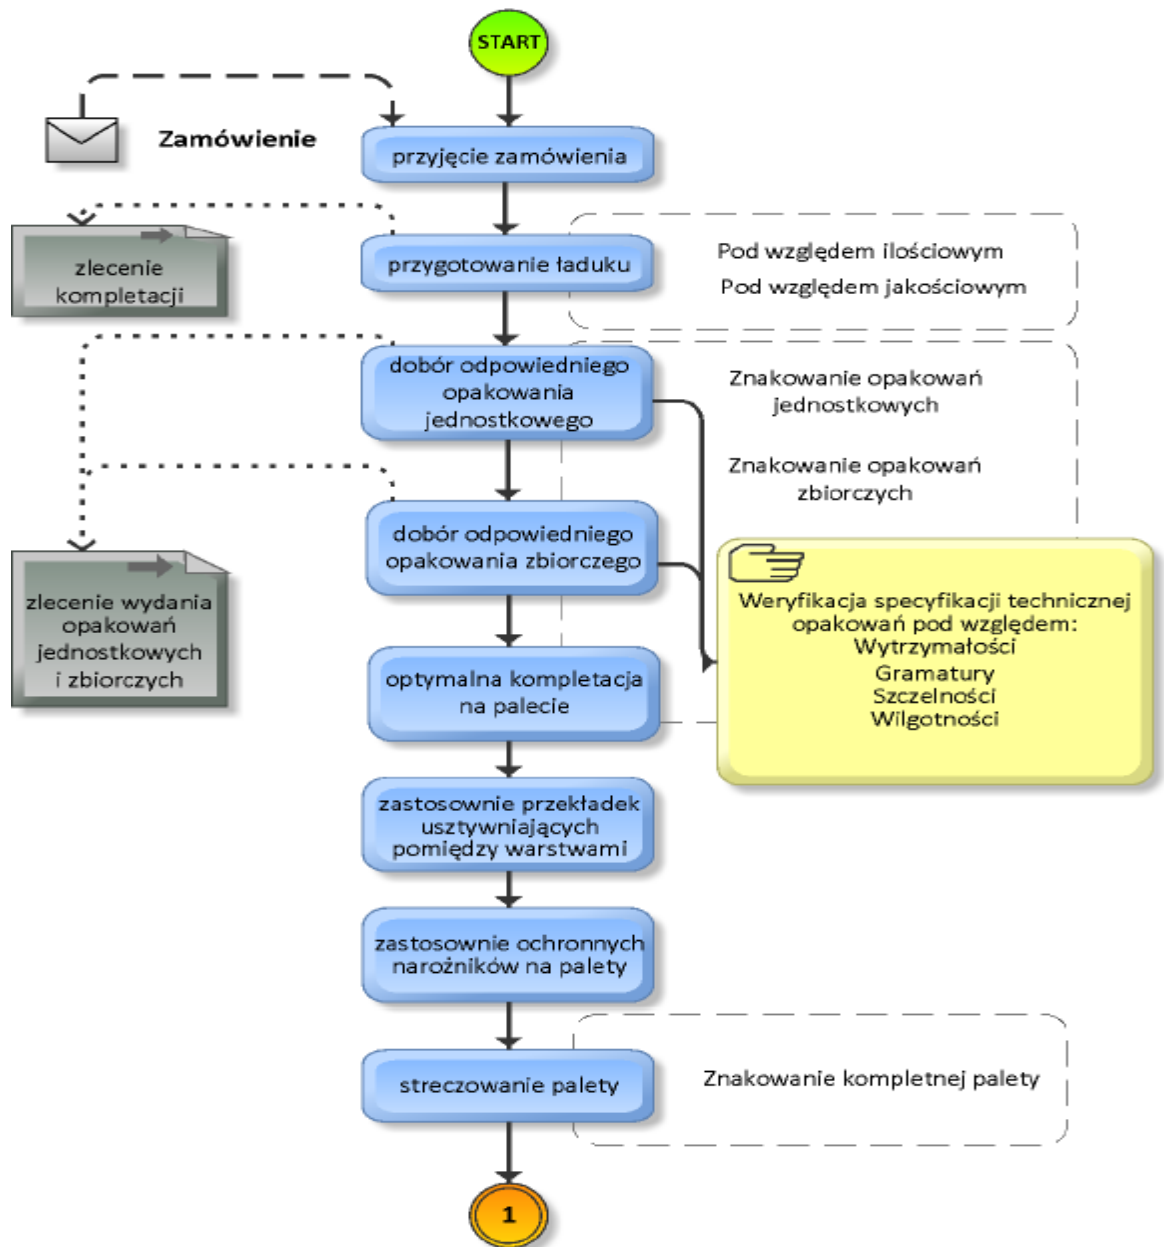 START
Zamówienie
przyjęcie zamówienia
zlecenie
kompletacji
przygotowanie ładuku
Pod względem ilościowym
Pod względem jakościowym
dobór odpowiedniego
opakowania
jednostkowego
Znakowanie opakowań
jednostkowych
Znakowanie opakowań
zbiorczych
dobór odpowiedniego
opakowania zbiorczego
zlecenie wydania
opakowań
jednostkowych
i zbiorczych
Weryfikacja specyfikacji technicznej
opakowań pod względem:
Wytrzymałości
Gramatury
Szczelności
Wilgotności
optymalna kompletacja
na palecie
zastosownie przekładek
usztywniających
pomiędzy warstwami
zastosownie ochronnych
narożników na palety
streczowanie palety
Znakowanie kompletnej palety
1